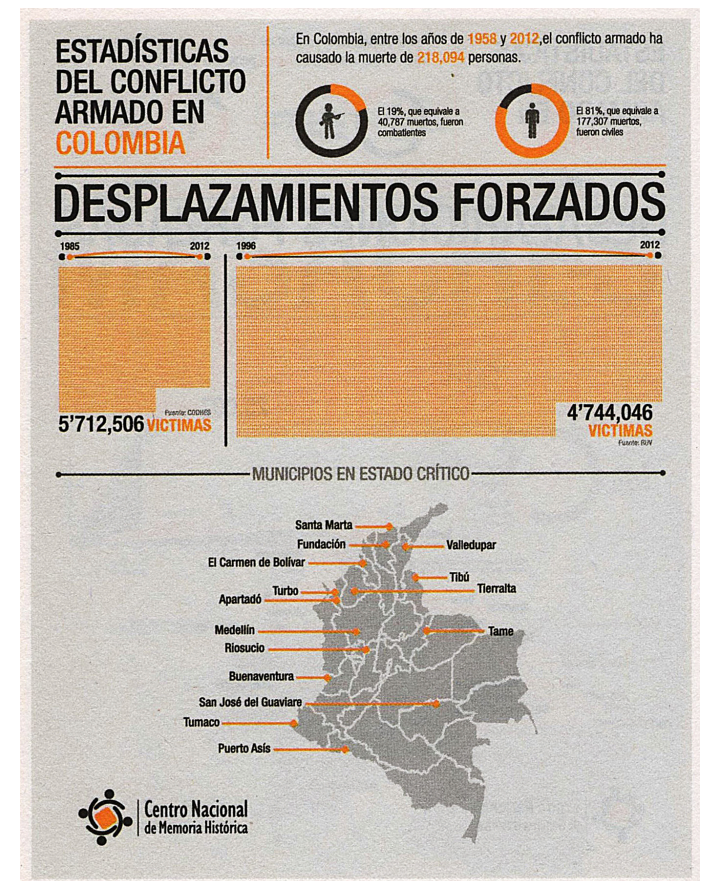 ESTADÍSTICAS
DEL CONFLICTO
ARMADO EN
COLOMBIA
En Colombia, entre los años de 1958 y 2012,el conflicto armado ha
causado la muerte de 218,094 personas.
El 19%, que equivale a
40,787 muertos, fueron
combatientes
El 81%, que equivale a
177,307 muertos,
fueron civiles
DESPLAZAMIENTOS FORZADOS
1985 2012
1996 2012
Fuente: CODHES
5'712,506 VICTIMAS
4'744,046
VICTIMAS
Fuente: RUV
MUNICIPIOS EN ESTADO CRÍTICO
Santa Marta
Fundación
Valledupar
El Carmen de Bolívar
Tibú
Turbo
Tierralta
Apartadó
Medellín
Tame
Riosucio
Buenaventura
San José del Guaviare
Tumaco
Puerto Asís
Centro Nacional
de Memoria Histórica